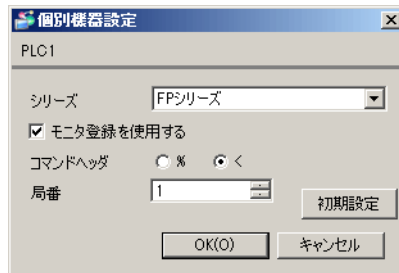 個別機器設定
PLC1
シリーズ FPシリーズ
モニタ登録を使用する
コマンドヘッダ % <
局番 1
初期設定
OK(O) キャンセル